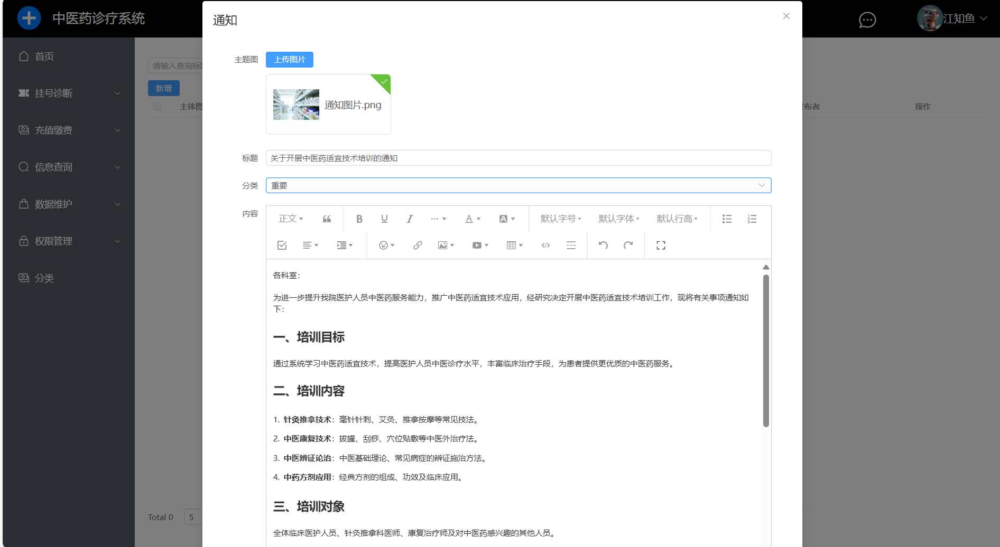 中医药诊疗系统
江知鱼
首页
挂号诊断
充值缴费
信息查询
数据维护
权限管理
分类
请输入查询标
新增
主体图
布者
操作
Total 0
5
通知
主题图
上传图片
通知图片.png
标题
关于开展中医药适宜技术培训的通知
分类
重要
内容
正文
默认字号
默认字体
默认行高
各科室：
为进一步提升我院医护人员中医药服务能力，推广中医药适宜技术应用，经研究决定开展中医药适宜技术培训工作，现将有关事项通知如
下：
一、培训目标
通过系统学习中医药适宜技术，提高医护人员中医诊疗水平，丰富临床治疗手段，为患者提供更优质的中医药服务。
二、培训内容
1. 针灸推拿技术：毫针针刺、艾灸、推拿按摩等常见技法。
2. 中医康复技术：拔罐、刮痧、穴位贴敷等中医外治疗法。
3. 中医辨证论治：中医基础理论、常见病症的辨证施治方法。
4. 中药方剂应用：经典方剂的组成、功效及临床应用。
三、培训对象
全体临床医护人员、针灸推拿科医师、康复治疗师及对中医药感兴趣的其他人员。